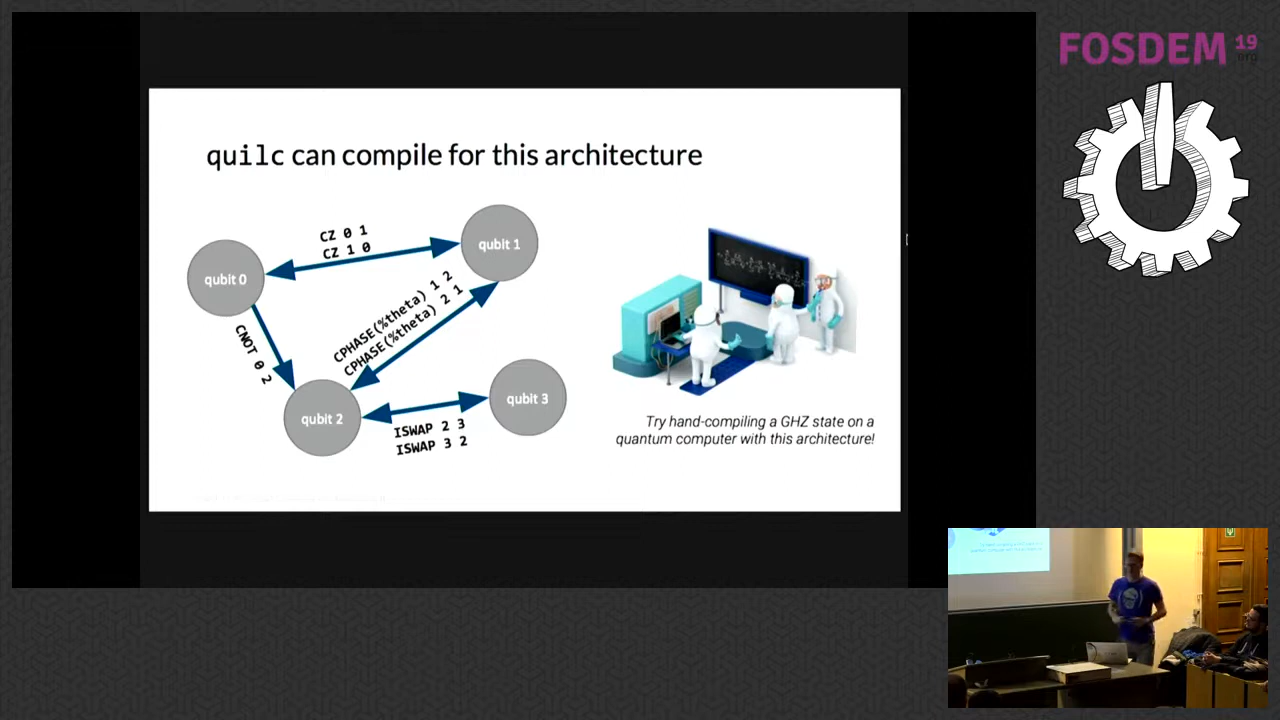 FOSDEM 19
.org
quilc can compile for this architecture
CZ 0 1
CZ 1 0
qubit 1
qubit 0
CPHASE(%theta) 1 2
CPHASE(%theta) 2 1
CNOT 0 2
qubit 3
qubit 2
ISWAP 2 3
ISWAP 3 2
Try hand-compiling a GHZ state on a
quantum computer with this architecture!